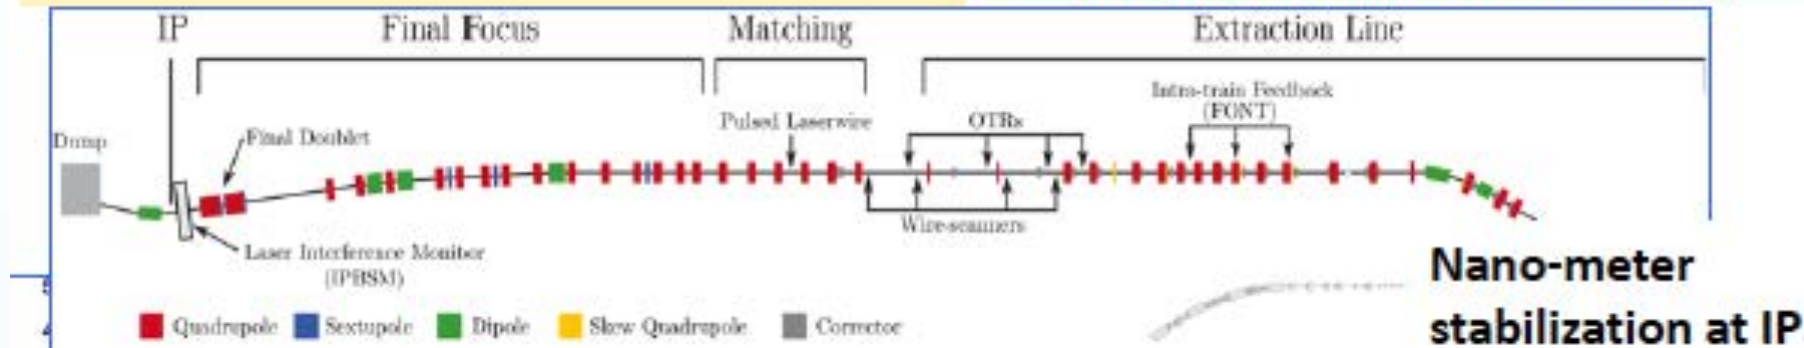 IP
Final Focus
Matching
Extraction Line
Intra-train Feedback
(FONT)
Pulsed Laserwire
OTRs
Dump
Final Doublet
Wire-scanners
Laser Interference Monitor
(IPBSM)
Nano-meter
stabilization at IP
Quadrupole
Sextupole
Dipole
Skew Quadrupole
Corrector